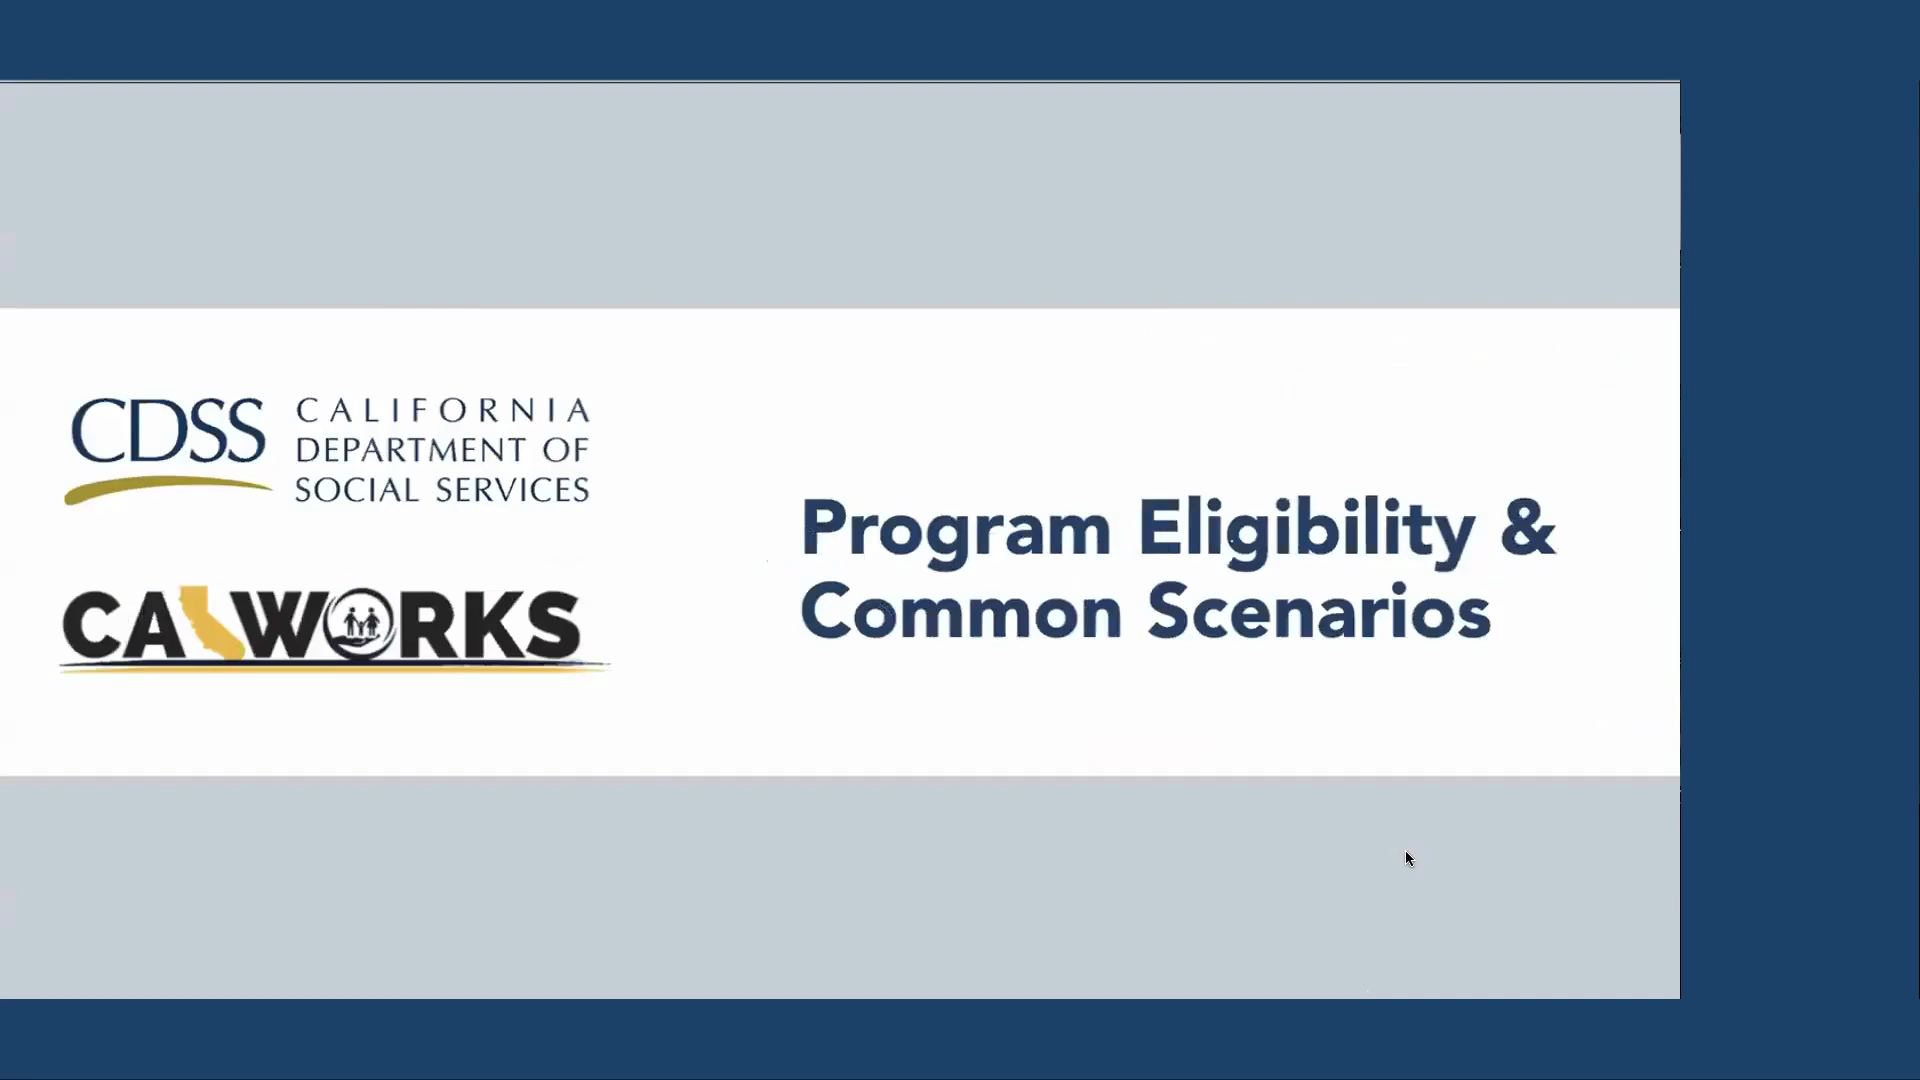 CDSS
CALIFORNIA
DEPARTMENT OF
SOCIAL SERVICES
CALWORKS
Program Eligibility &
Common Scenarios